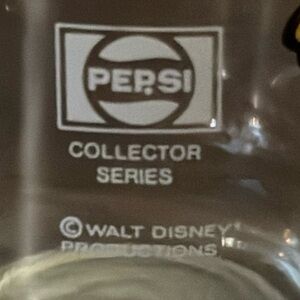 PEPSI
COLLECTOR
SERIES
© WALT DISNEY
PRODUCTIONS